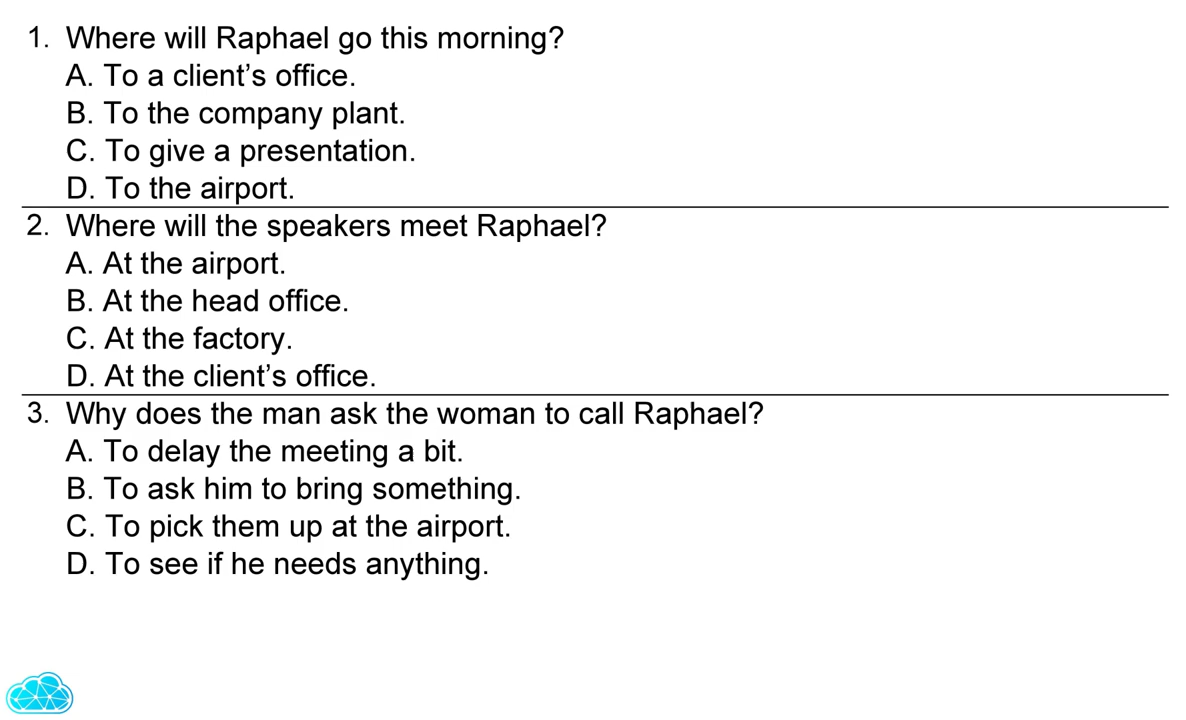 1. Where will Raphael go this morning?
A. To a client’s office.
B. To the company plant.
C. To give a presentation.
D. To the airport.
2. Where will the speakers meet Raphael?
A. At the airport.
B. At the head office.
C. At the factory.
D. At the client’s office.
3. Why does the man ask the woman to call Raphael?
A. To delay the meeting a bit.
B. To ask him to bring something.
C. To pick them up at the airport.
D. To see if he needs anything.